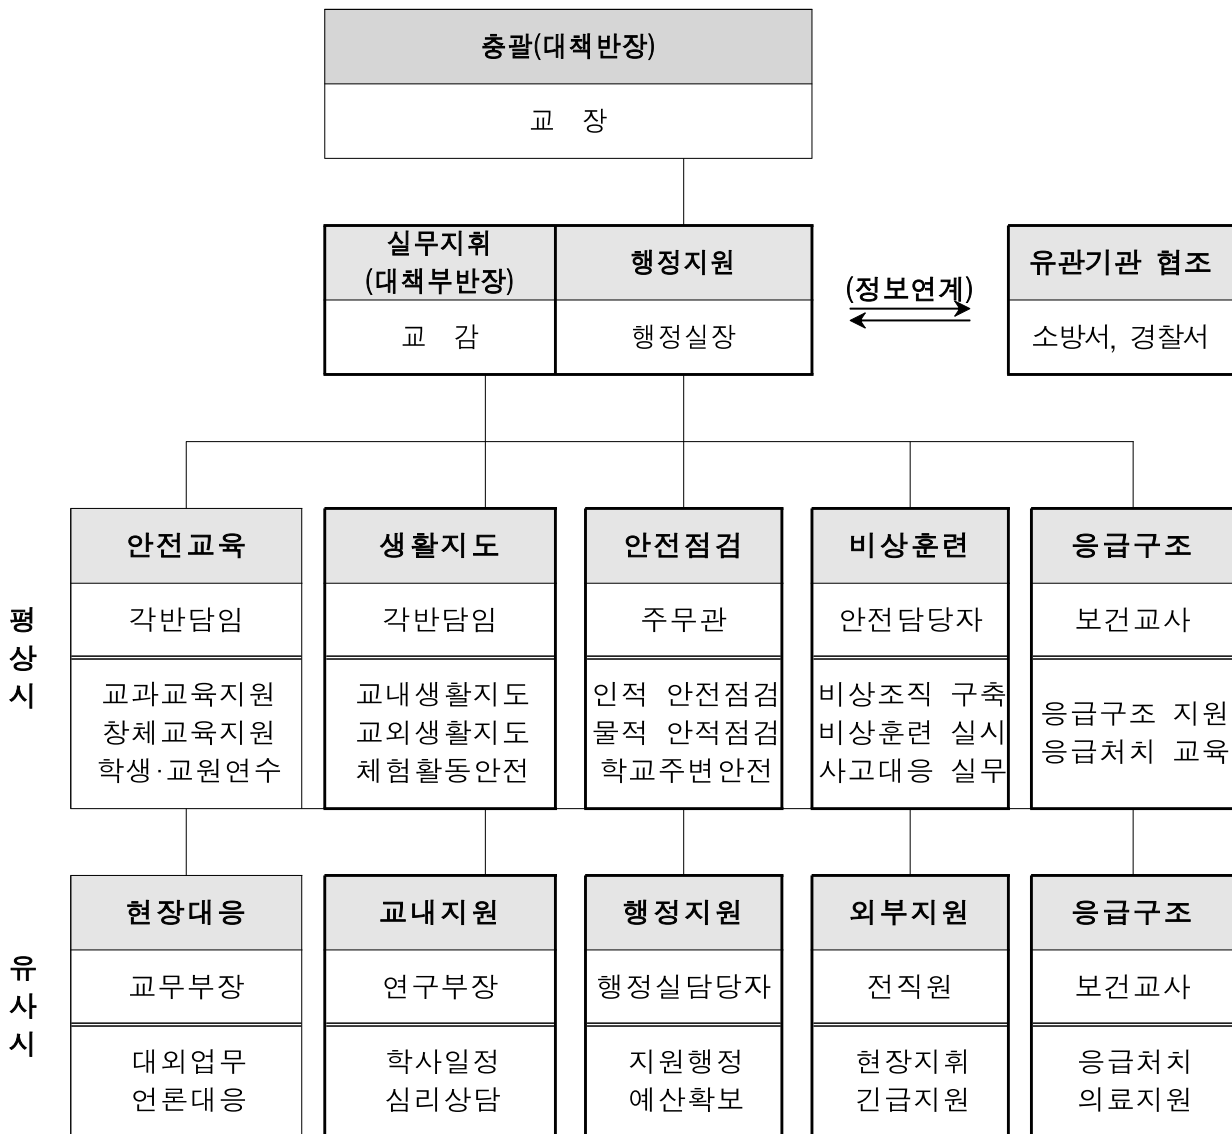 충괄(대책반장)
교 장
실무지휘
(대책부반장)
행정지원
(정보연계)
유관기관 협조
교 감
행정실장
소방서, 경찰서
평상시
안전교육
생활지도
안전점검
비상훈련
응급구조
각반담임
각반담임
주무관
안전담당자
보건교사
교과교육지원
창체교육지원
학생·교원연수
교내생활지도
교외생활지도
체험활동안전
인적 안전점검
물적 안적점검
학교주변안전
비상조직 구축
비상훈련 실시
사고대응 실무
응급구조 지원
응급처치 교육
유사시
현장대응
교내지원
행정지원
외부지원
응급구조
교무부장
연구부장
행정실담당자
전직원
보건교사
대외업무
언론대응
학사일정
심리상담
지원행정
예산확보
현장지휘
긴급지원
응급처치
의료지원